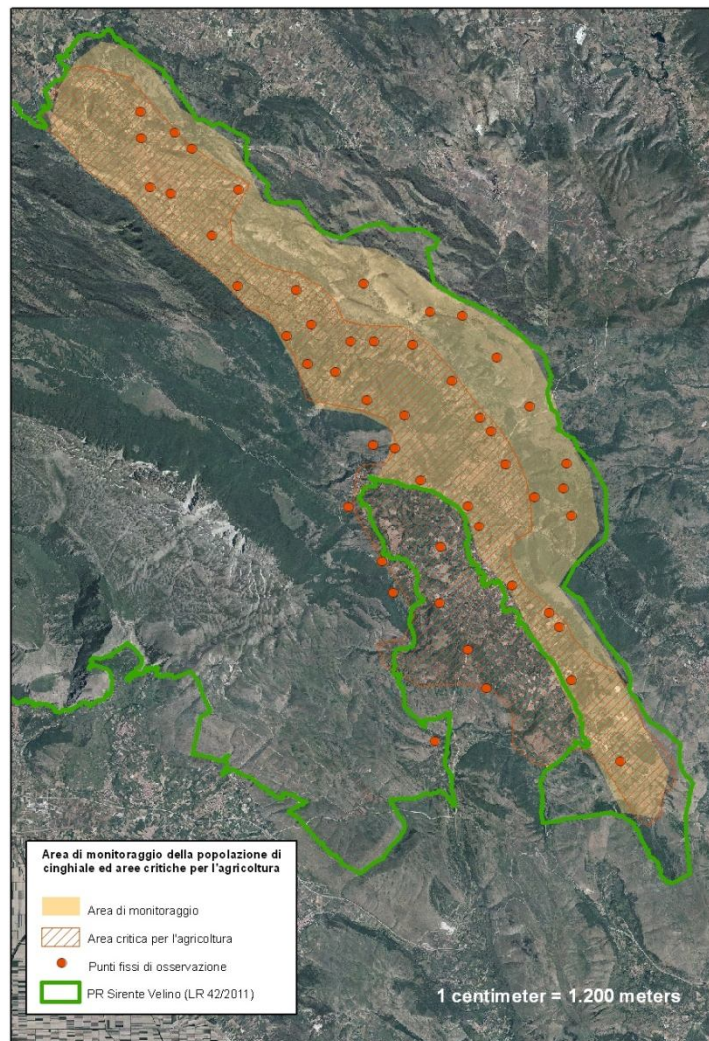 Area di monitoraggio della popolazione di
cinghiale ed aree critiche per l'agricoltura
Area di monitoraggio
Area critica per l'agricoltura
Punti fissi di osservazione
PR Sirente Velino (LR 42/2011)
1 centimeter = 1.200 meters